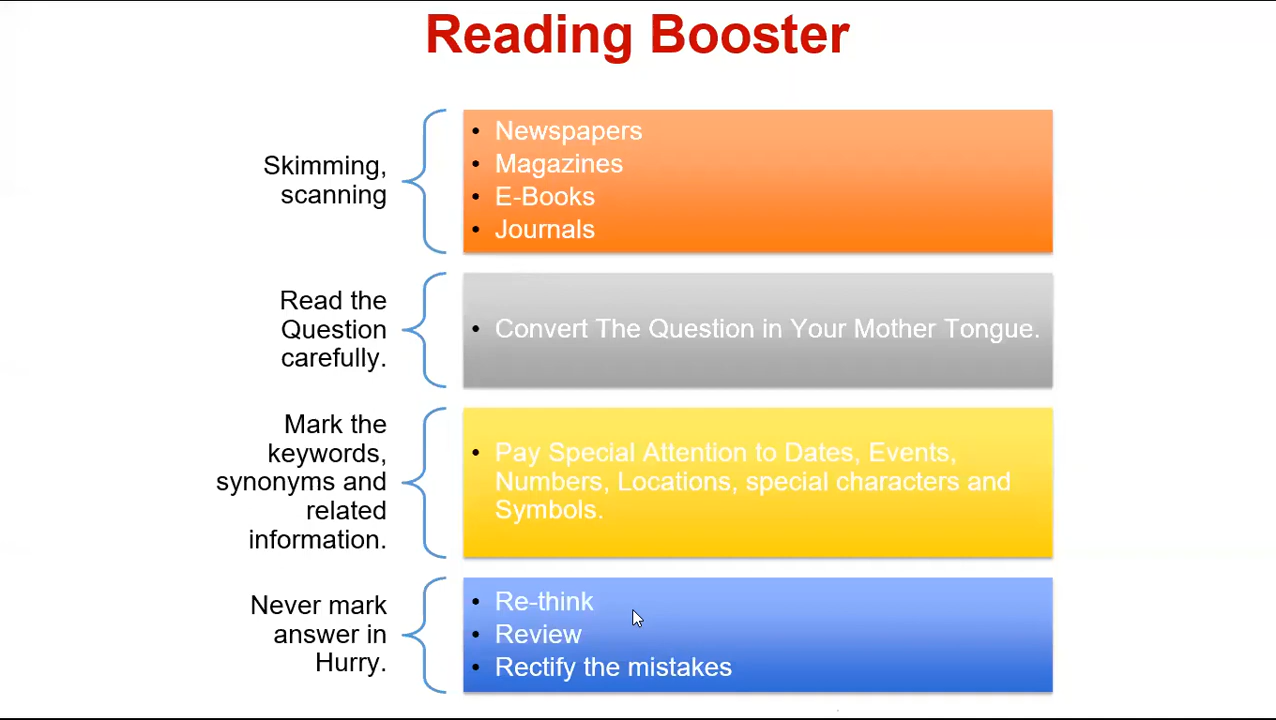 Reading Booster
Skimming,
scanning
• Newspapers
• Magazines
• E-Books
• Journals
Read the
Question
carefully.
• Convert The Question in Your Mother Tongue.
Mark the
keywords,
synonyms and
related
information.
• Pay Special Attention to Dates, Events,
Numbers, Locations, special characters and
Symbols.
Never mark
answer in
Hurry.
• Re-think
• Review
• Rectify the mistakes